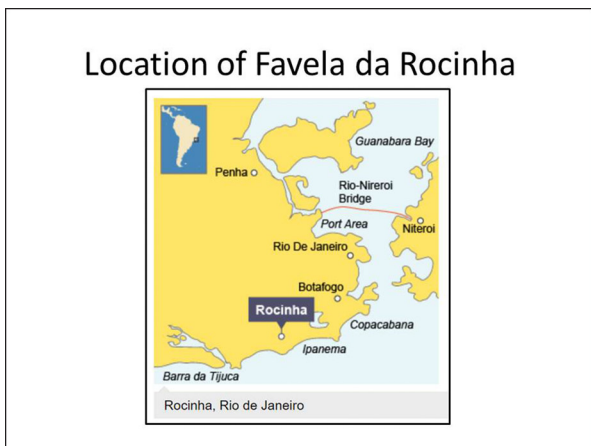 Location of Favela da Rocinha
Guanabara Bay
Penha
Rio-Nireroi
Bridge
Port Area
Niteroi
Rio De Janeiro
Botafogo
Rocinha
Copacabana
Ipanema
Barra da Tijuca
Rocinha, Rio de Janeiro